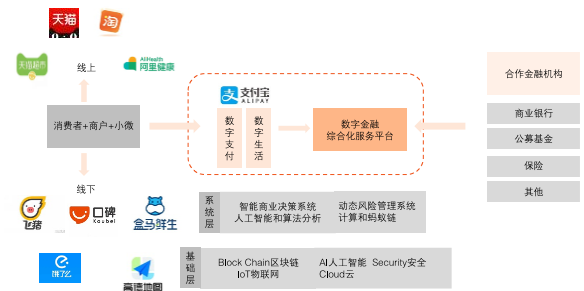 天猫
淘
天猫超市
线上
AliHealth
阿里健康
消费者+商户+小微
支付宝
ALIPAY
数字支付
数字生活
数字金融
综合化服务平台
合作金融机构
商业银行
公募基金
保险
其他
线下
飞猪
口碑
Koubei
盒马鲜生
饿了么
高德地图
系统层
智能商业决策系统
人工智能和算法分析
动态风险管理系统
计算和蚂蚁链
基础层
Block Chain区块链
IoT物联网
AI人工智能 Security安全
Cloud云